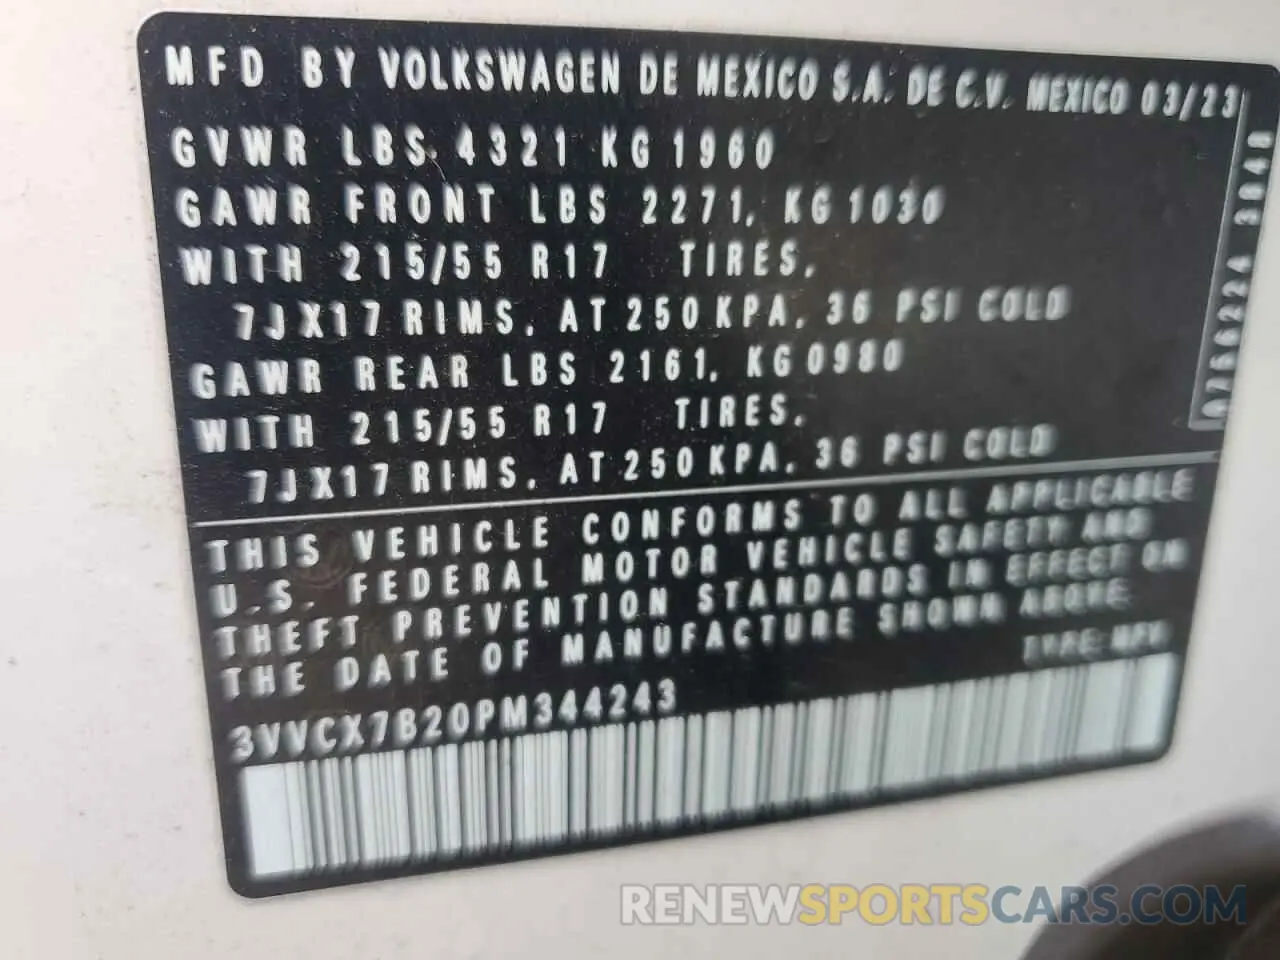 MFD BY VOLKSWAGEN DE MEXICO S.A. DE C.V. MEXICO 03/23
GVWR LBS 4321 KG 1960
GAWR FRONT LBS 2271, KG 1030
WITH 215/55 R17 TIRES,
7JX17 RIMS, AT 250 KPA, 36 PSI COLD
GAWR REAR LBS 2161, KG 0980
WITH 215/55 R17 TIRES,
7JX17 RIMS, AT 250 KPA, 36 PSI COLD
THIS VEHICLE CONFORMS TO ALL APPLICABLE
U.S. FEDERAL MOTOR VEHICLE SAFETY AND
THEFT PREVENTION STANDARDS IN EFFECT ON
THE DATE OF MANUFACTURE SHOWN ABOVE
TYPE: MPV
3VVCX7B20PM344243
RENEWSPORTSCARS.COM